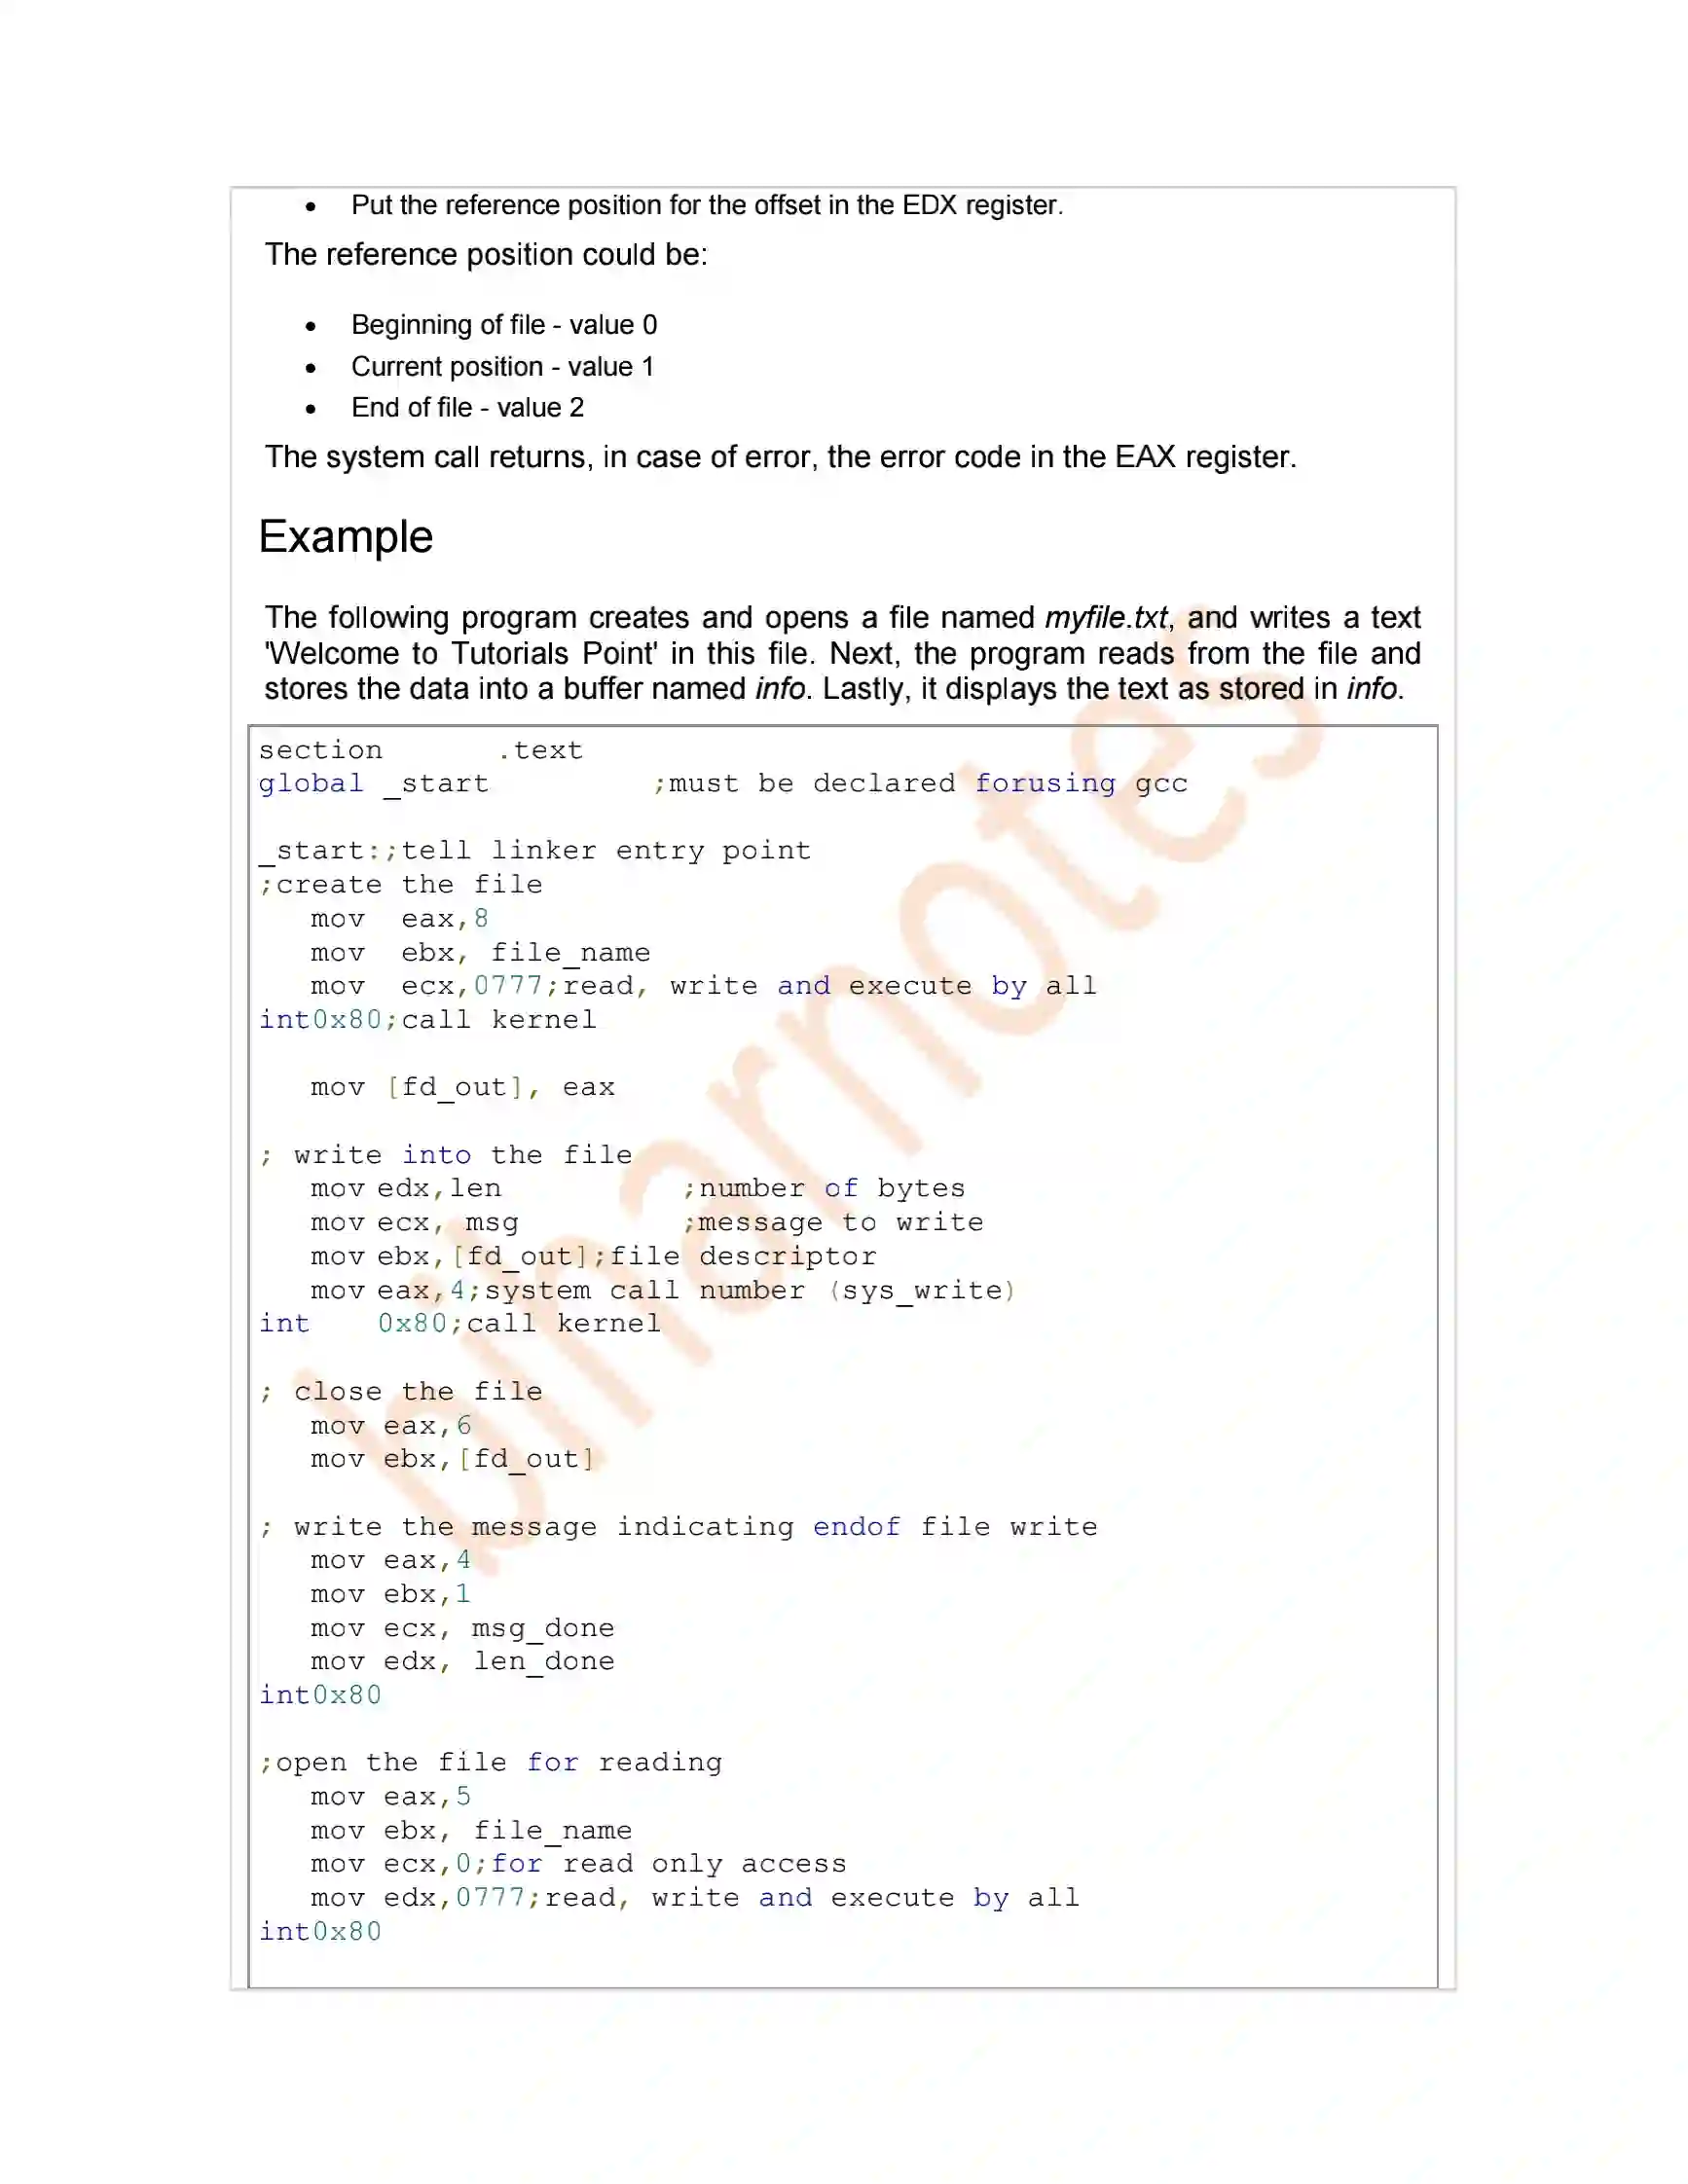 • Put the reference position for the offset in the EDX register.
The reference position could be:
• Beginning of file - value 0
• Current position - value 1
• End of file - value 2
The system call returns, in case of error, the error code in the EAX register.
Example
The following program creates and opens a file named myfile.txt, and writes a text
'Welcome to Tutorials Point' in this file. Next, the program reads from the file and
stores the data into a buffer named info. Lastly, it displays the text as stored in info.
section .text
global _start ;must be declared forusing gcc
_start:;tell linker entry point
;create the file
mov eax,8
mov ebx, file_name
mov ecx,0777;read, write and execute by all
int0x80;call kernel
mov [fd_out], eax
; write into the file
mov edx,len ;number of bytes
mov ecx, msg ;message to write
mov ebx,[fd_out];file descriptor
mov eax,4;system call number (sys_write)
int 0x80;call kernel
; close the file
mov eax,6
mov ebx,[fd_out]
; write the message indicating endof file write
mov eax,4
mov ebx,1
mov ecx, msg_done
mov edx, len_done
int0x80
;open the file for reading
mov eax,5
mov ebx, file_name
mov ecx,0;for read only access
mov edx,0777;read, write and execute by all
int0x80
biharnotes